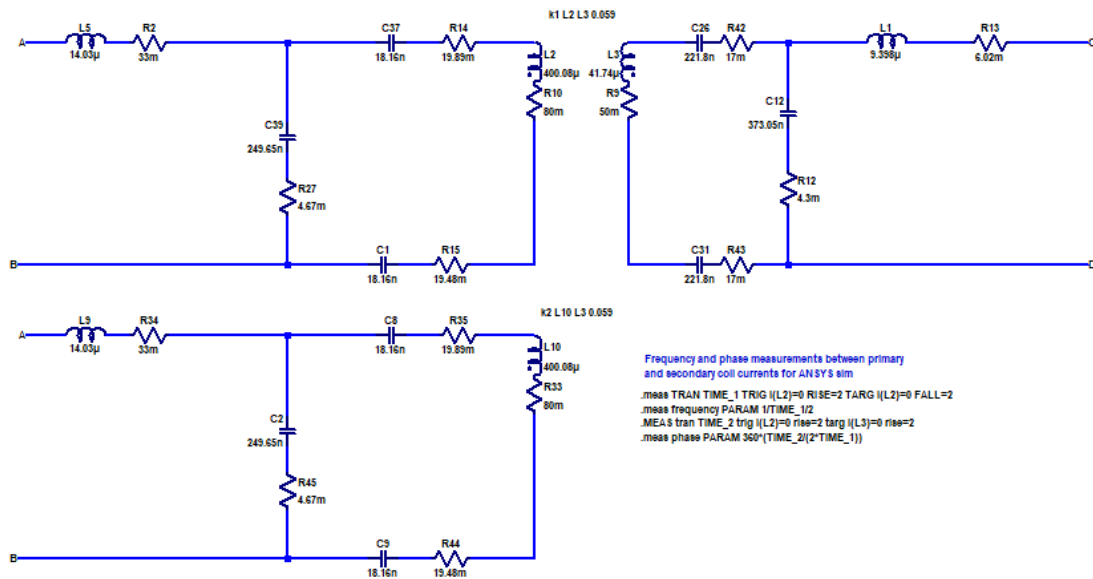 k1 L2 L3 0.059
L5
R2
C37
R14
C26
R42
L1
R13
A
C
14.03µ
33m
18.16n
19.89m
L2
400.08µ
L3
41.74µ
221.8n
17m
9.398µ
6.02m
R10
80m
R9
50m
C39
249.65n
C12
373.05n
R27
4.67m
R12
4.3m
C1
R15
C31
R43
B
D
18.16n
19.48m
221.8n
17m
k2 L10 L3 0.059
L9
R34
C8
R35
A
14.03µ
33m
18.16n
19.89m
L10
400.08µ
R33
80m
Frequency and phase measurements between primary
and secondary coil currents for ANSYS sim
.meas TRAN TIME_1 TRIG I(L2)=0 RISE=2 TARG I(L2)=0 FALL=2
.meas frequency PARAM 1/TIME_1/2
.MEAS tran TIME_2 trig I(L2)=0 rise=2 targ I(L3)=0 rise=2
.meas phase PARAM 360*(TIME_2/(2*TIME_1))
C2
249.65n
R45
4.67m
C9
R44
B
18.16n
19.48m